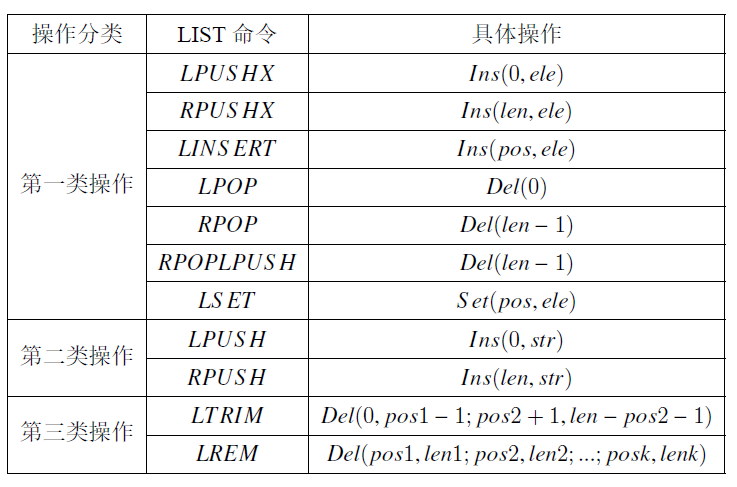 操作分类 LIST 命令 具体操作
LPUSHX Ins(0, ele)
RPUSHX Ins(len, ele)
LINSERT Ins(pos, ele)
第一类操作 LPOP Del(0)
RPOP Del(len − 1)
RPOPLPUSH Del(len − 1)
LSET Set(pos, ele)
第二类操作 LPUSH Ins(0, str)
RPUSH Ins(len, str)
第三类操作 LTRIM Del(0, pos1 − 1; pos2 + 1, len − pos2 − 1)
LREM Del(pos1, len1; pos2, len2; ...; posk, lenk)